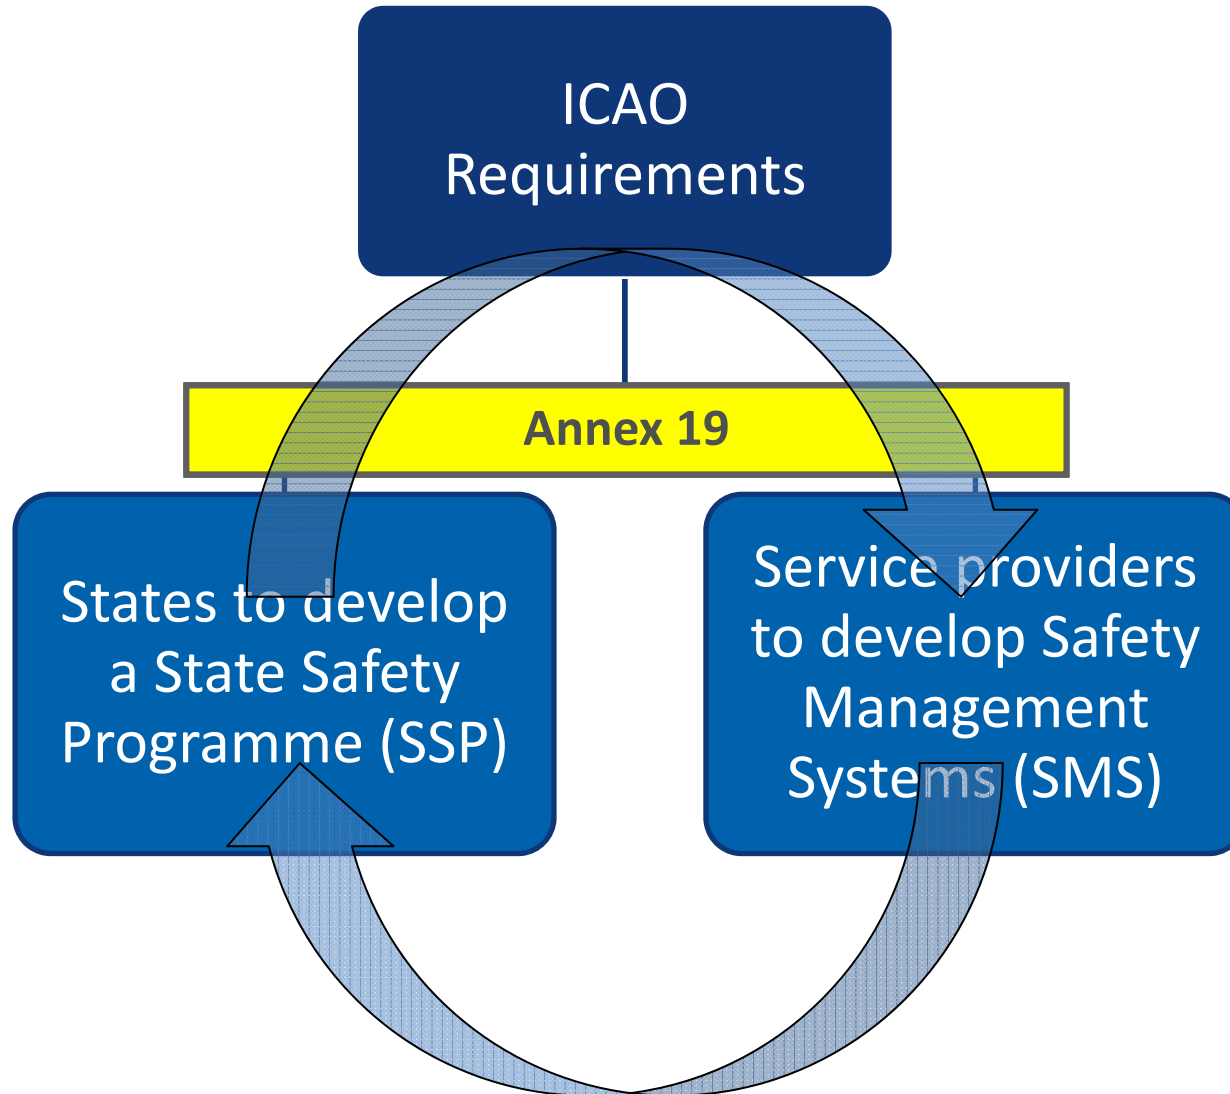 ICAO
Requirements
Annex 19
States to develop
a State Safety
Programme (SSP)
Service providers
to develop Safety
Management
Systems (SMS)